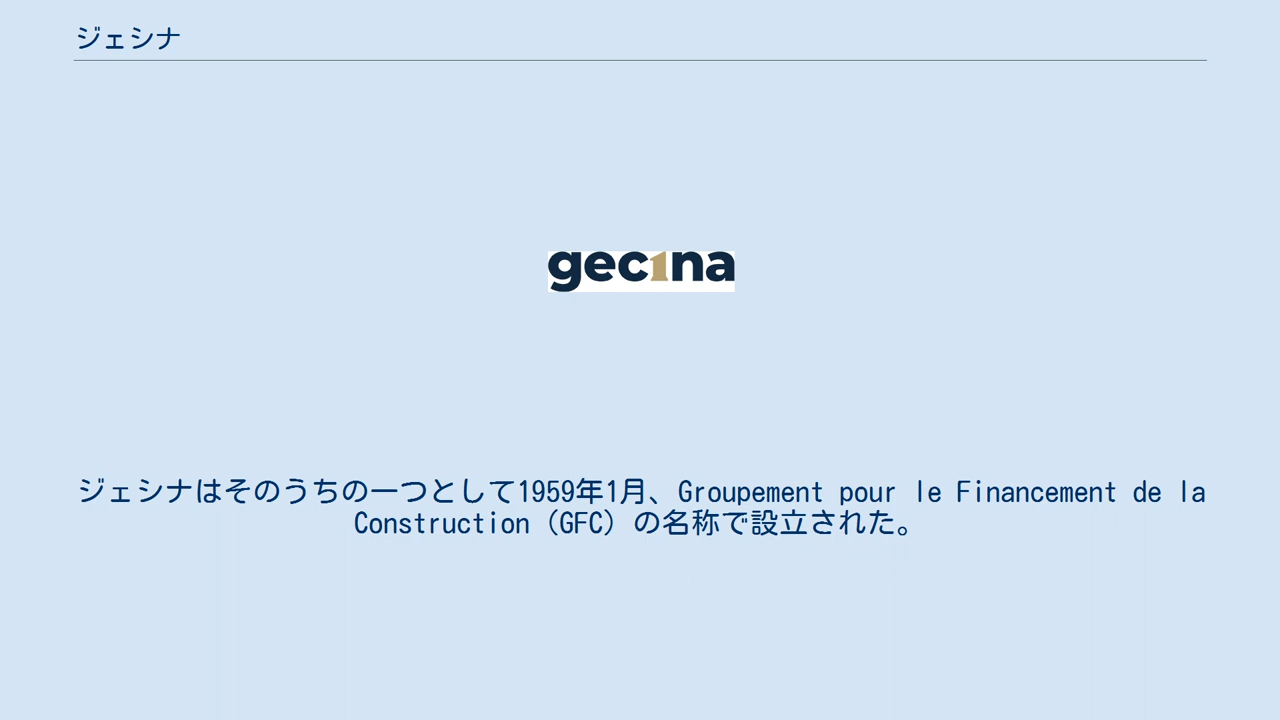 ジェシナ
gecina
ジェシナはそのうちの一つとして1959年1月、Groupement pour le Financement de la
Construction（GFC）の名称で設立された。